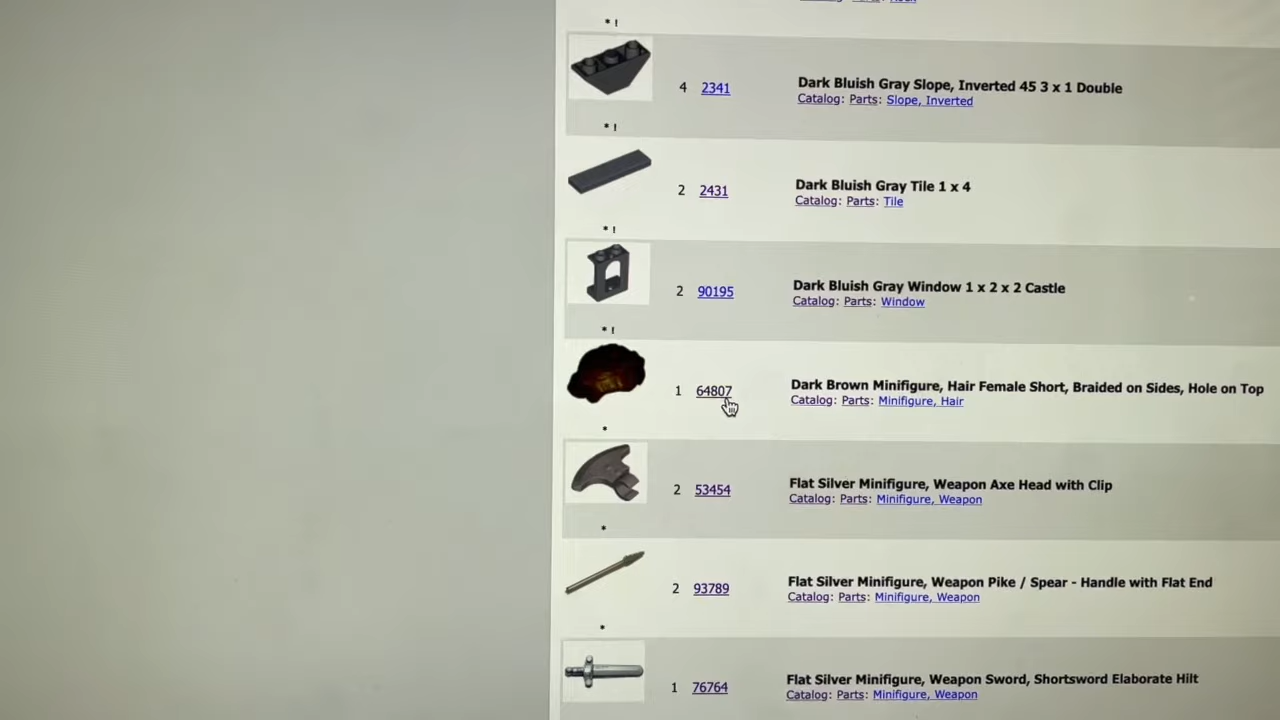 * !
4 2341 Dark Bluish Gray Slope, Inverted 45 3 x 1 Double
Catalog: Parts: Slope, Inverted
* !
2 2431 Dark Bluish Gray Tile 1 x 4
Catalog: Parts: Tile
* !
2 90195 Dark Bluish Gray Window 1 x 2 x 2 Castle
Catalog: Parts: Window
* !
1 64807 Dark Brown Minifigure, Hair Female Short, Braided on Sides, Hole on Top
Catalog: Parts: Minifigure, Hair
*
2 53454 Flat Silver Minifigure, Weapon Axe Head with Clip
Catalog: Parts: Minifigure, Weapon
*
2 93789 Flat Silver Minifigure, Weapon Pike / Spear - Handle with Flat End
Catalog: Parts: Minifigure, Weapon
*
1 76764 Flat Silver Minifigure, Weapon Sword, Shortsword Elaborate Hilt
Catalog: Parts: Minifigure, Weapon